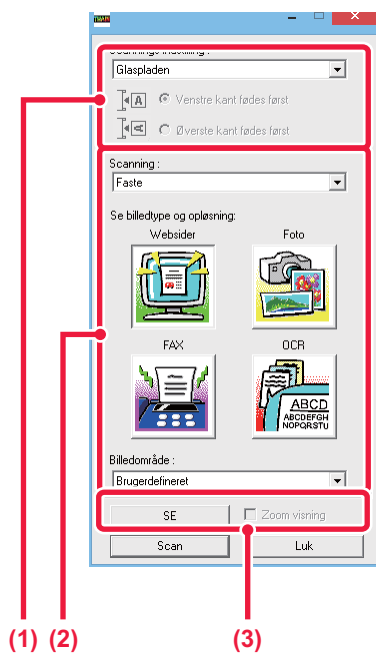 Scannings indstilling :
Glaspladen
A Venstre kant fødes først
A Øverste kant fødes først
Scanning :
Faste
Se billedtype og opløsning:
Websider Foto
FAX OCR
ABCD
ABCDEFGH
NOPQRSTU
Billedområde :
Brugerdefineret
SE Zoom visning
Scan Luk
(1) (2) (3)